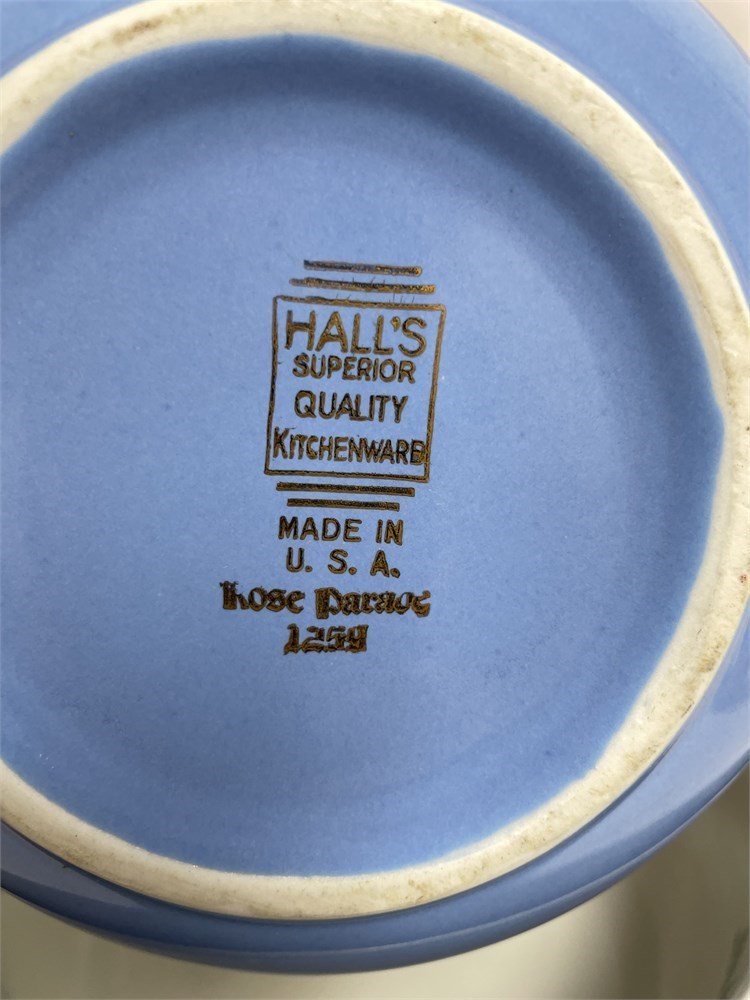 HALL'S
SUPERIOR
QUALITY
KITCHENWARE
MADE IN
U. S. A.
Rose Parade
1259